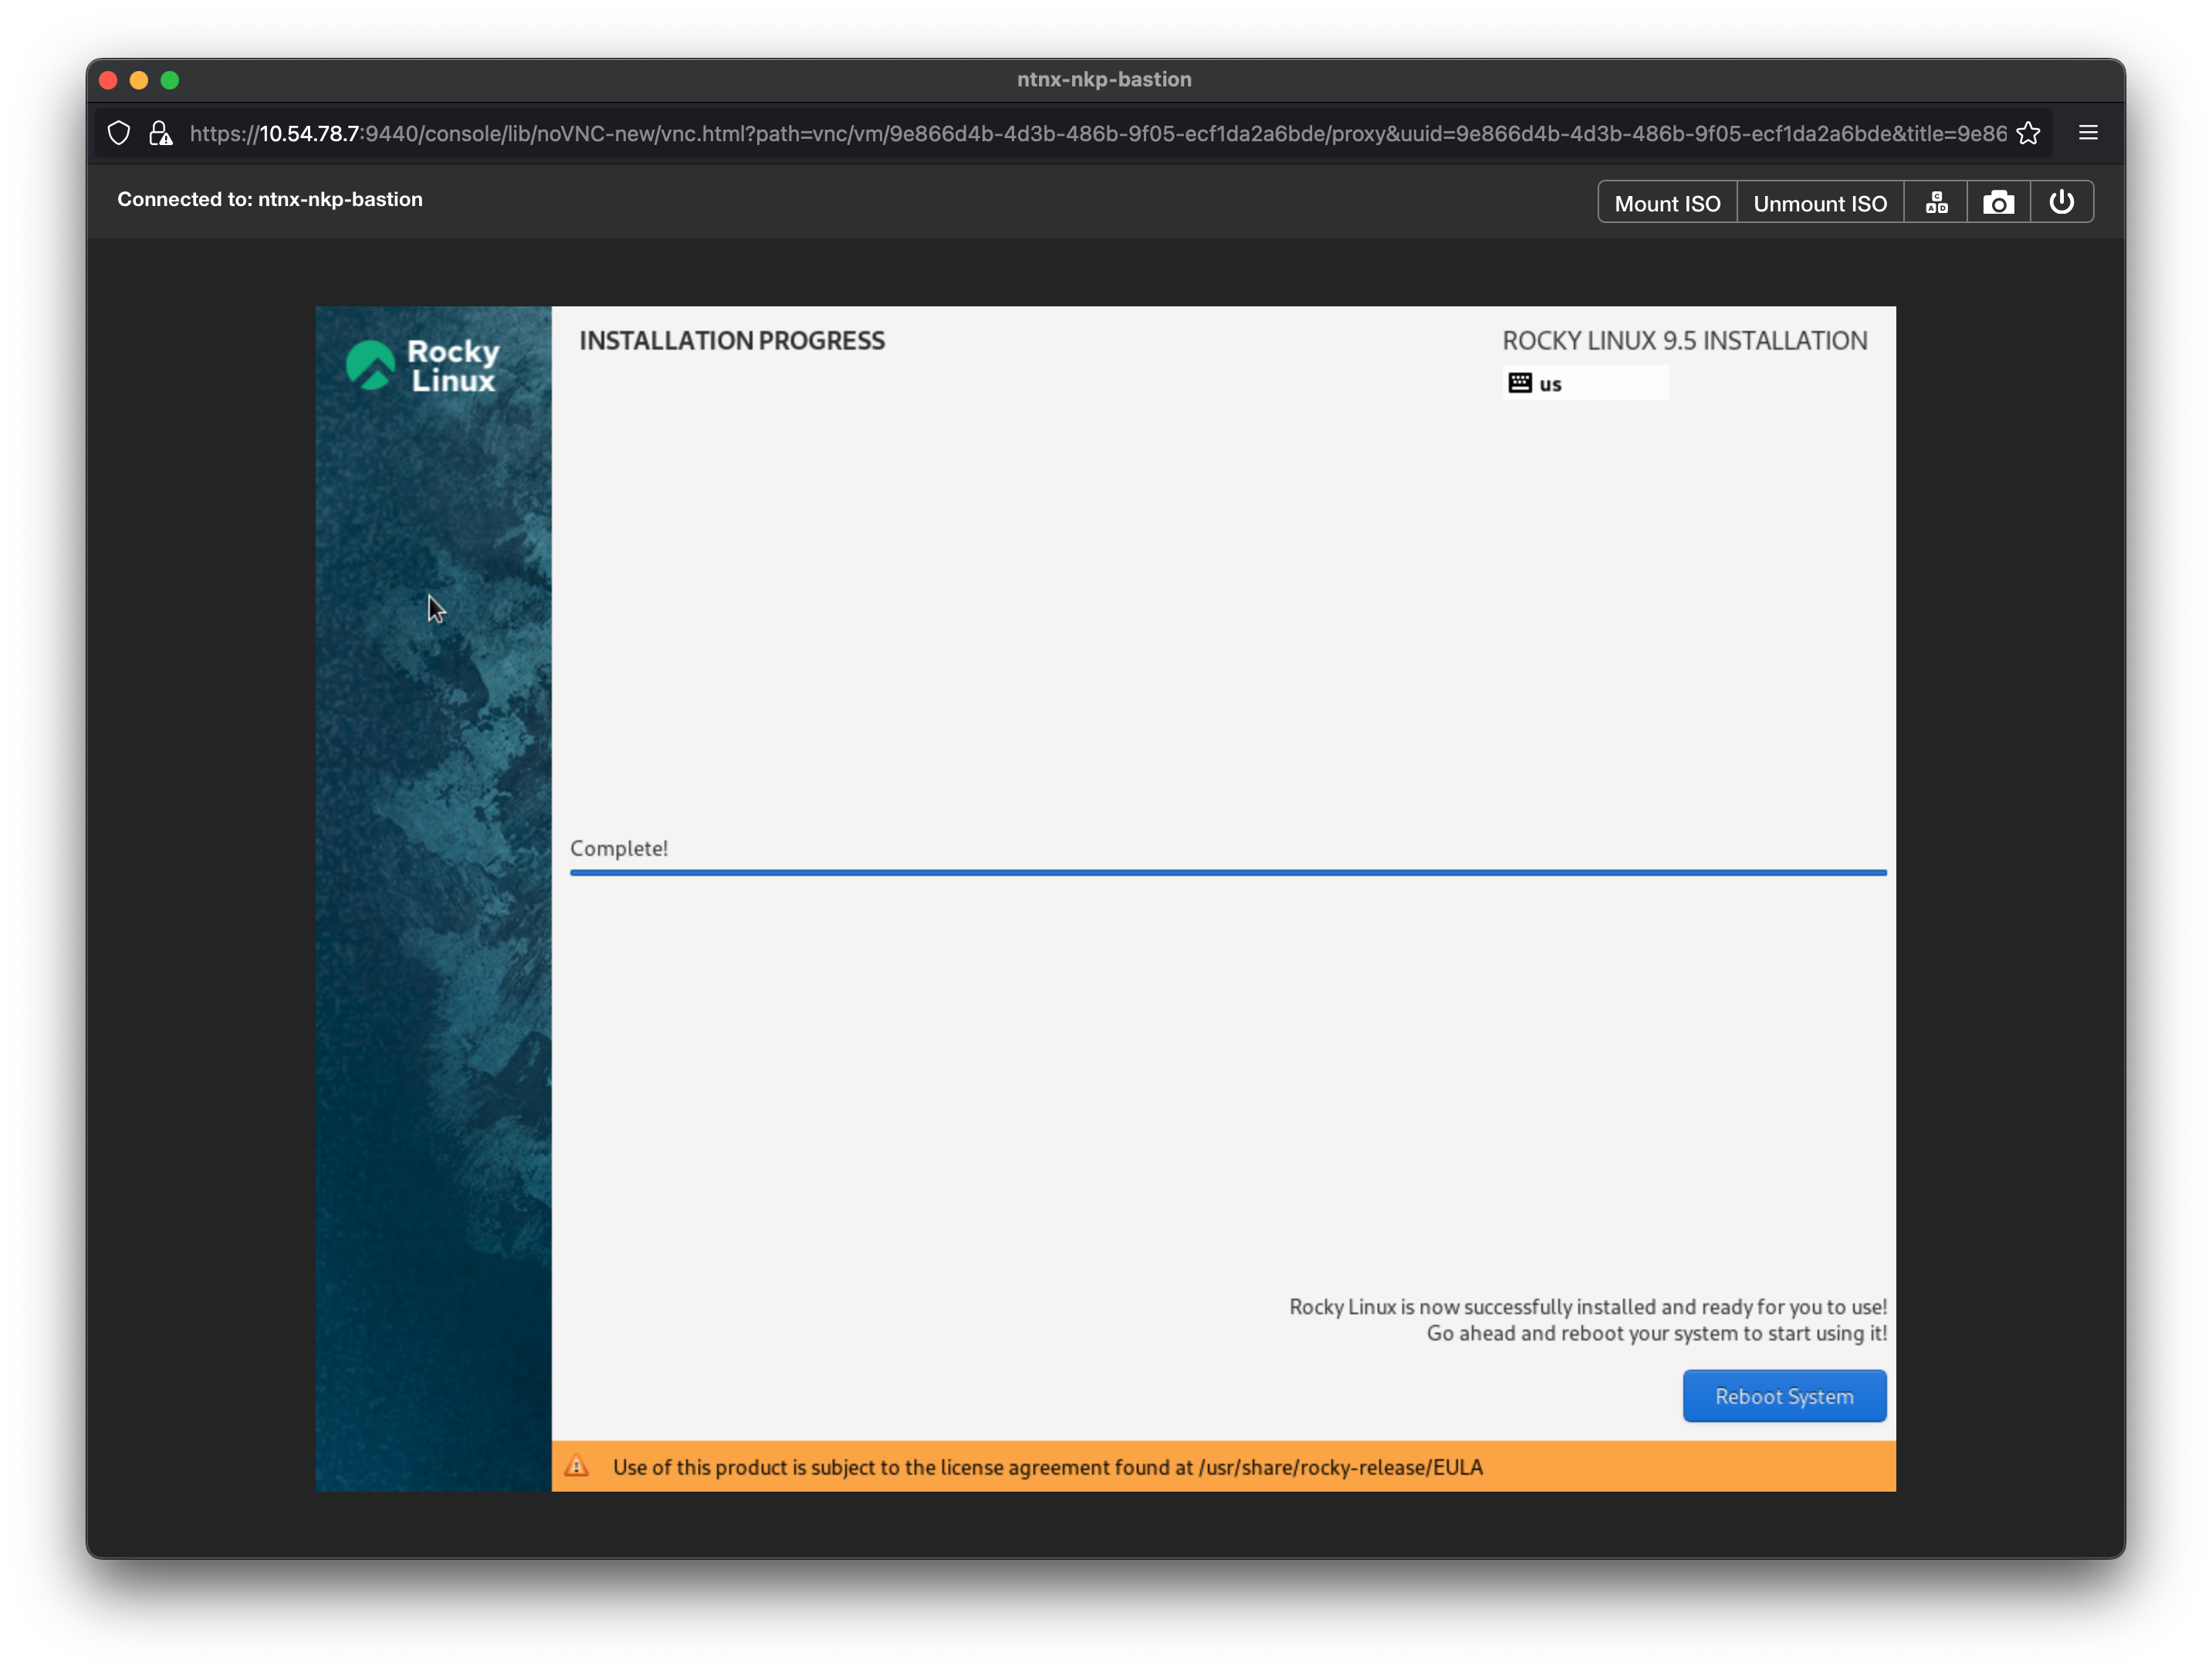 ntnx-nkp-bastion
https://10.54.78.7:9440/console/lib/noVNC-new/vnc.html?path=vnc/vm/9e866d4b-4d3b-486b-9f05-ecf1da2a6bde/proxy&uuid=9e866d4b-4d3b-486b-9f05-ecf1da2a6bde&title=9e86
Connected to: ntnx-nkp-bastion
Mount ISO
Unmount ISO
C
A D
Rocky
Linux
INSTALLATION PROGRESS
ROCKY LINUX 9.5 INSTALLATION
us
Complete!
Rocky Linux is now successfully installed and ready for you to use!
Go ahead and reboot your system to start using it!
Reboot System
Use of this product is subject to the license agreement found at /usr/share/rocky-release/EULA